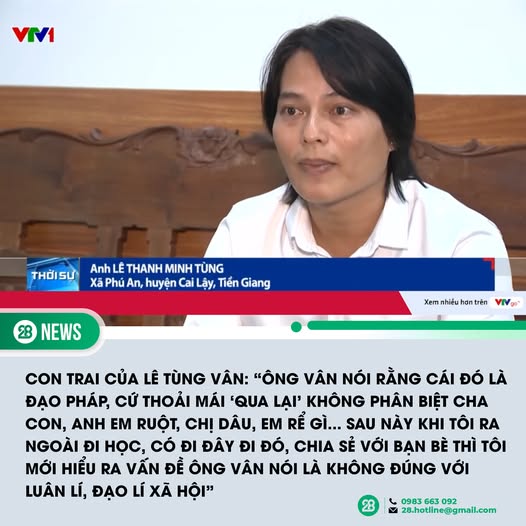 VTV1
THỜI SỰ
Anh LÊ THANH MINH TÙNG
Xã Phú An, huyện Cai Lậy, Tiền Giang
Xem nhiều hơn trên
VTVgo
28 NEWS
CON TRAI CỦA LÊ TÙNG VÂN: “ÔNG VÂN NÓI RẰNG CÁI ĐÓ LÀ
ĐẠO PHÁP, CỨ THOẢI MÁI ‘QUA LẠI’ KHÔNG PHÂN BIỆT CHA
CON, ANH EM RUỘT, CHỊ DÂU, EM RỂ GÌ... SAU NÀY KHI TÔI RA
NGOÀI ĐI HỌC, CÓ ĐI ĐÂY ĐI ĐÓ, CHIA SẺ VỚI BẠN BÈ THÌ TÔI
MỚI HIỂU RA VẤN ĐỀ ÔNG VÂN NÓI LÀ KHÔNG ĐÚNG VỚI
LUÂN LÍ, ĐẠO LÍ XÃ HỘI”
28
0983 663 092
28.hotline@gmail.com